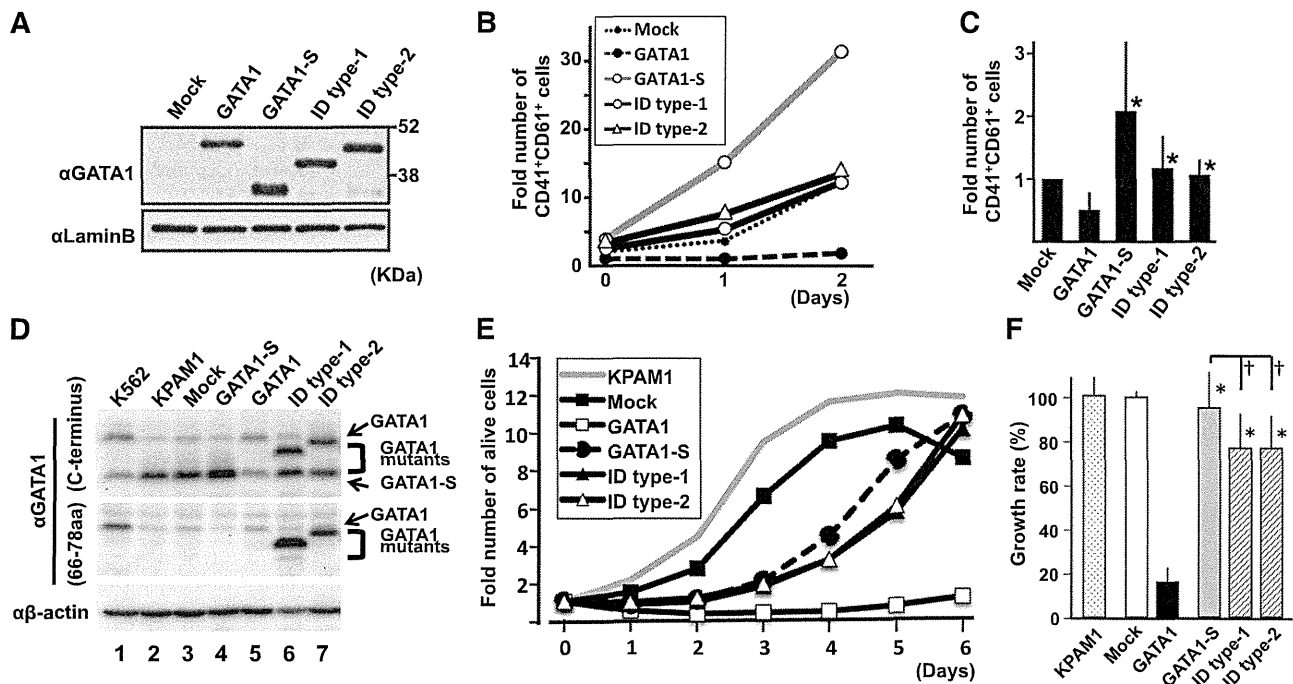 A
Mock
GATA1
GATA1-S
ID type-1
ID type-2
52
38
αGATA1
αLaminB
(KDa)
B
Fold number of
CD41⁺CD61⁺ cells
30
20
10
0
Mock
GATA1
GATA1-S
ID type-1
ID type-2
0 1 2
(Days)
C
Fold number of
CD41⁺CD61⁺ cells
3
1
*
*
*
Mock
GATA1
GATA1-S
ID type-1
ID type-2
D
K562
KPAM1
Mock
GATA1-S
GATA1
ID type-1
ID type-2
αGATA1
(C-terminus)
(66-78aa)
GATA1
GATA1
mutants
GATA1-S
GATA1
GATA1
mutants
αβ-actin
1 2 3 4 5 6 7
E
Fold number of alive cells
14
12
10
8
6
4
2
KPAM1
Mock
GATA1
GATA1-S
ID type-1
ID type-2
0 1 2 3 4 5 6
(Days)
F
Growth rate (%)
100
80
60
40
20
0
† †
*
*
*
KPAM1
Mock
GATA1
GATA1-S
ID type-1
ID type-2